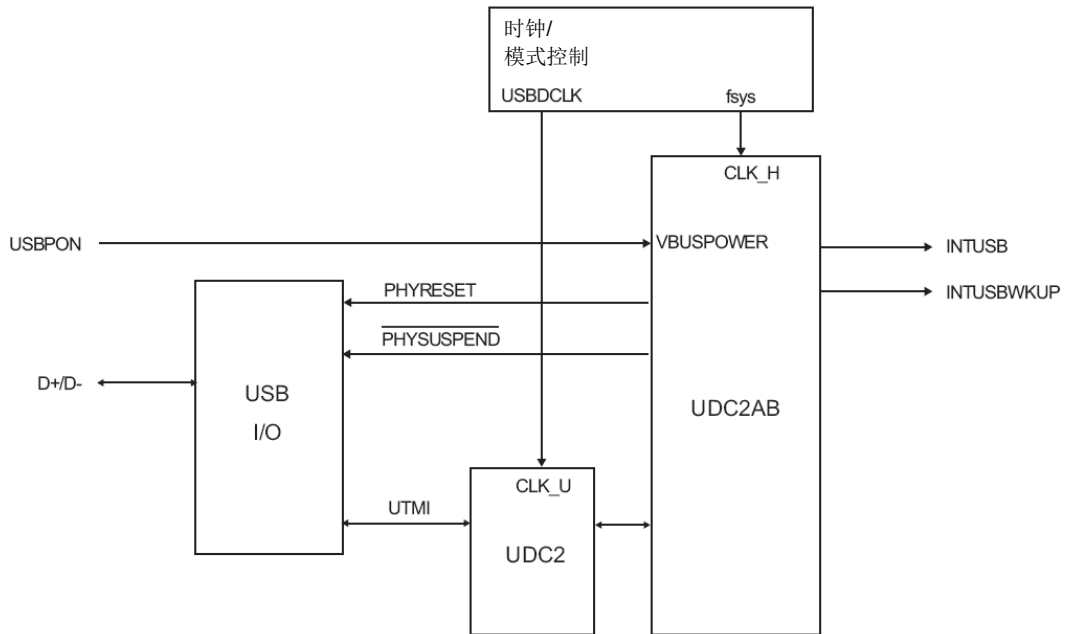 时钟/
模式控制
USBDCLK
fsys
CLK_H
USBPON
VBUSPOWER
INTUSB
PHYRESET
INTUSBWKUP
PHYSUSPEND
D+/D-
USB
I/O
UDC2AB
CLK_U
UTMI
UDC2